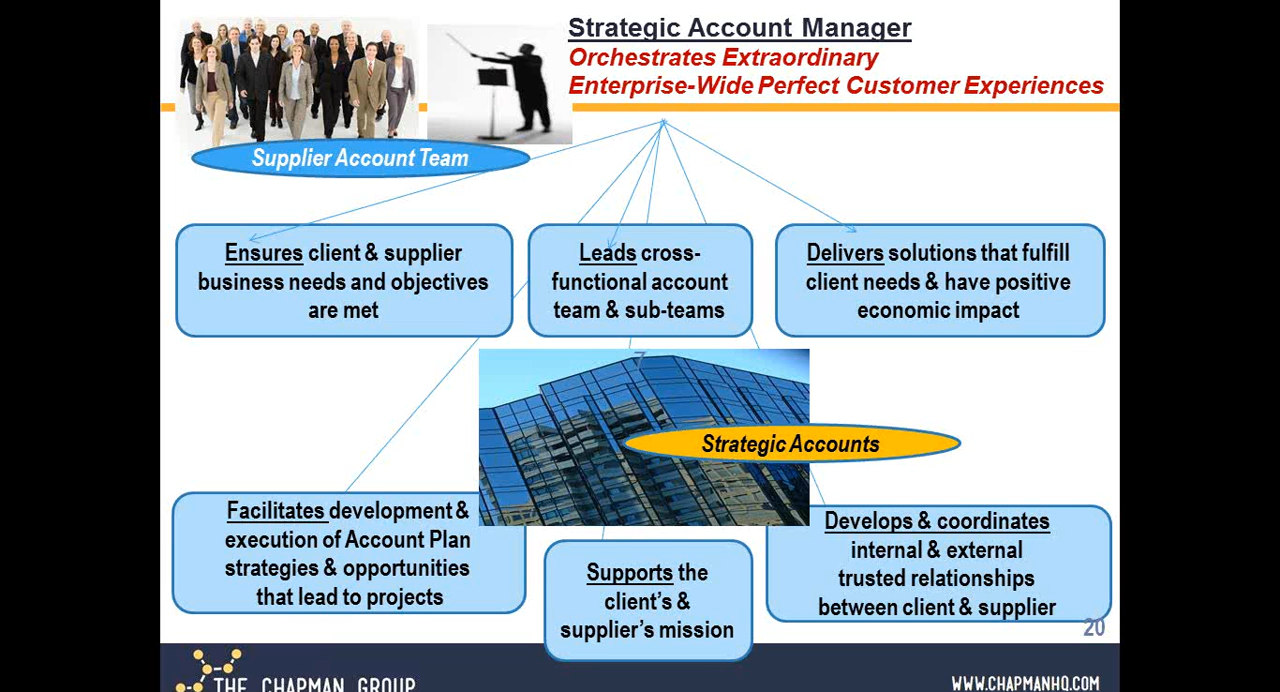 Strategic Account Manager
Orchestrates Extraordinary
Enterprise-Wide Perfect Customer Experiences
Supplier Account Team
Ensures client & supplier
business needs and objectives
are met
Leads cross-
functional account
team & sub-teams
Delivers solutions that fulfill
client needs & have positive
economic impact
7
Strategic Accounts
Facilitates development &
execution of Account Plan
strategies & opportunities
that lead to projects
Supports the
client’s &
supplier’s mission
Develops & coordinates
internal & external
trusted relationships
between client & supplier
20
THE CHAPMAN GROUP
WWW.CHAPMANHQ.COM